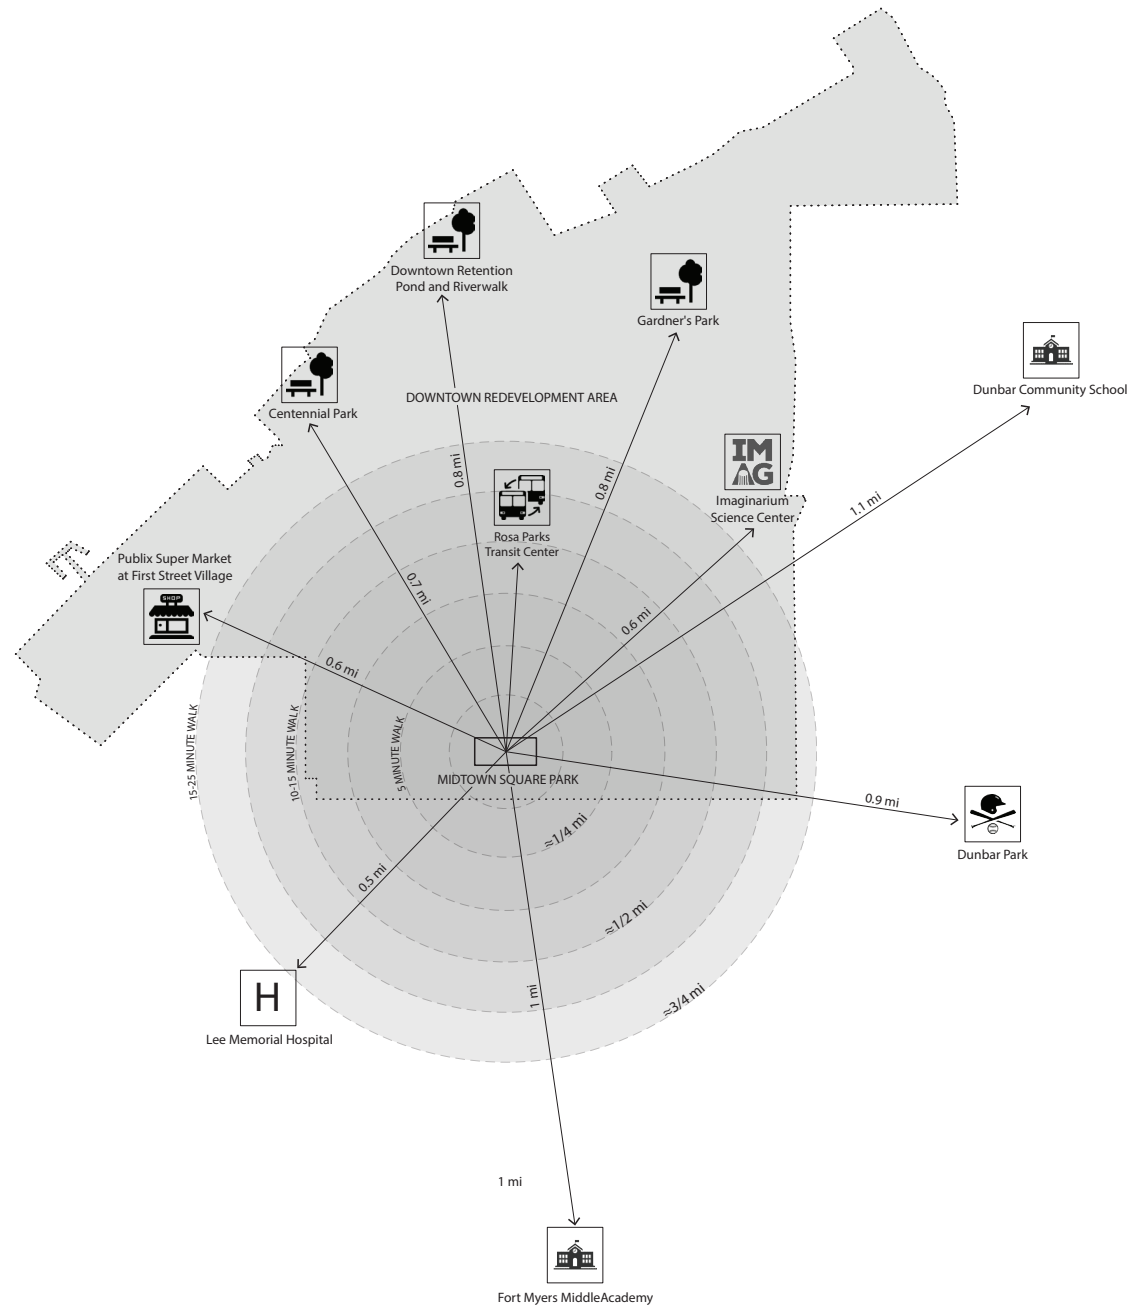 Downtown Retention
Pond and Riverwalk
Gardner's Park
Dunbar Community School
DOWNTOWN REDEVELOPMENT AREA
Centennial Park
IM
AG
Imaginarium
Science Center
0.8 mi
0.8 mi
1.1 mi
Rosa Parks
Transit Center
Publix Super Market
at First Street Village
SHOP
0.7 mi
0.6 mi
0.6 mi
15-25 MINUTE WALK
10-15 MINUTE WALK
5 MINUTE WALK
MIDTOWN SQUARE PARK
0.9 mi
≈1/4 mi
Dunbar Park
0.5 mi
≈1/2 mi
H
1 mi
≈3/4 mi
Lee Memorial Hospital
1 mi
Fort Myers MiddleAcademy